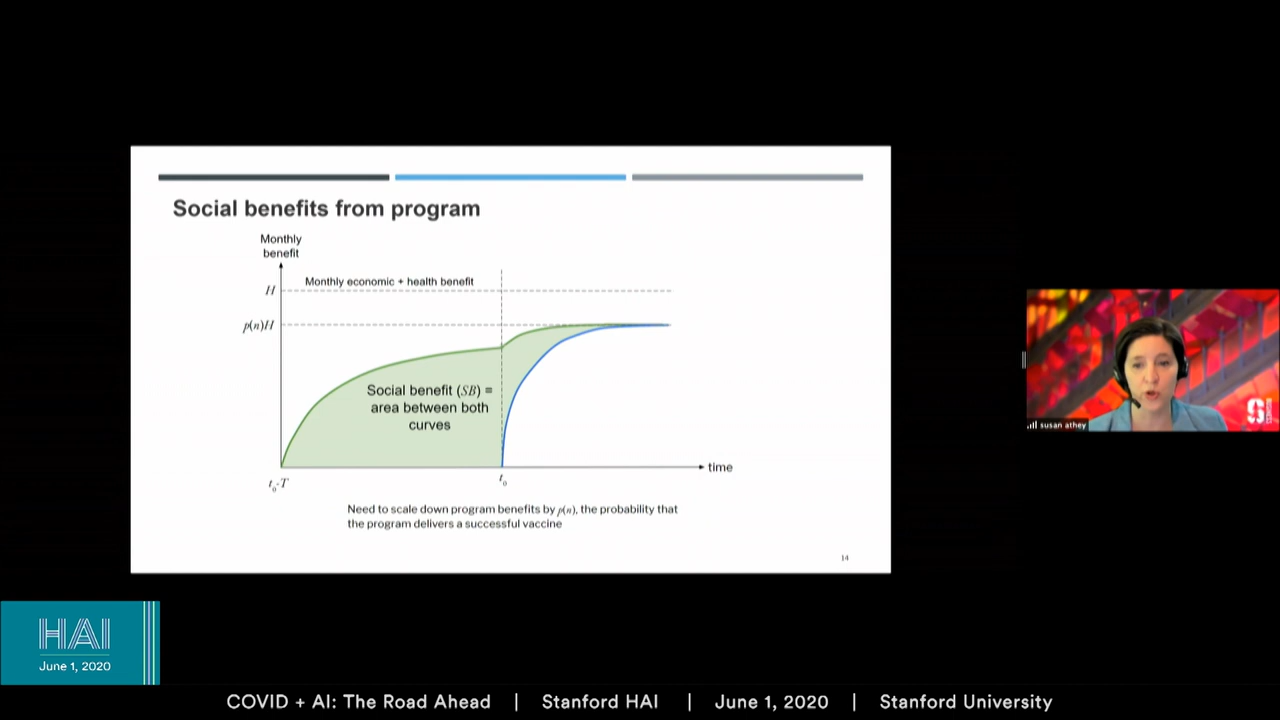 Social benefits from program
Monthly
benefit
Monthly economic + health benefit
H
p(n)H
Social benefit (SB) =
area between both
curves
time
t₀-T
t₀
Need to scale down program benefits by p(n), the probability that
the program delivers a successful vaccine
14
susan athey
S
HAI
June 1, 2020
COVID + AI: The Road Ahead | Stanford HAI | June 1, 2020 | Stanford University